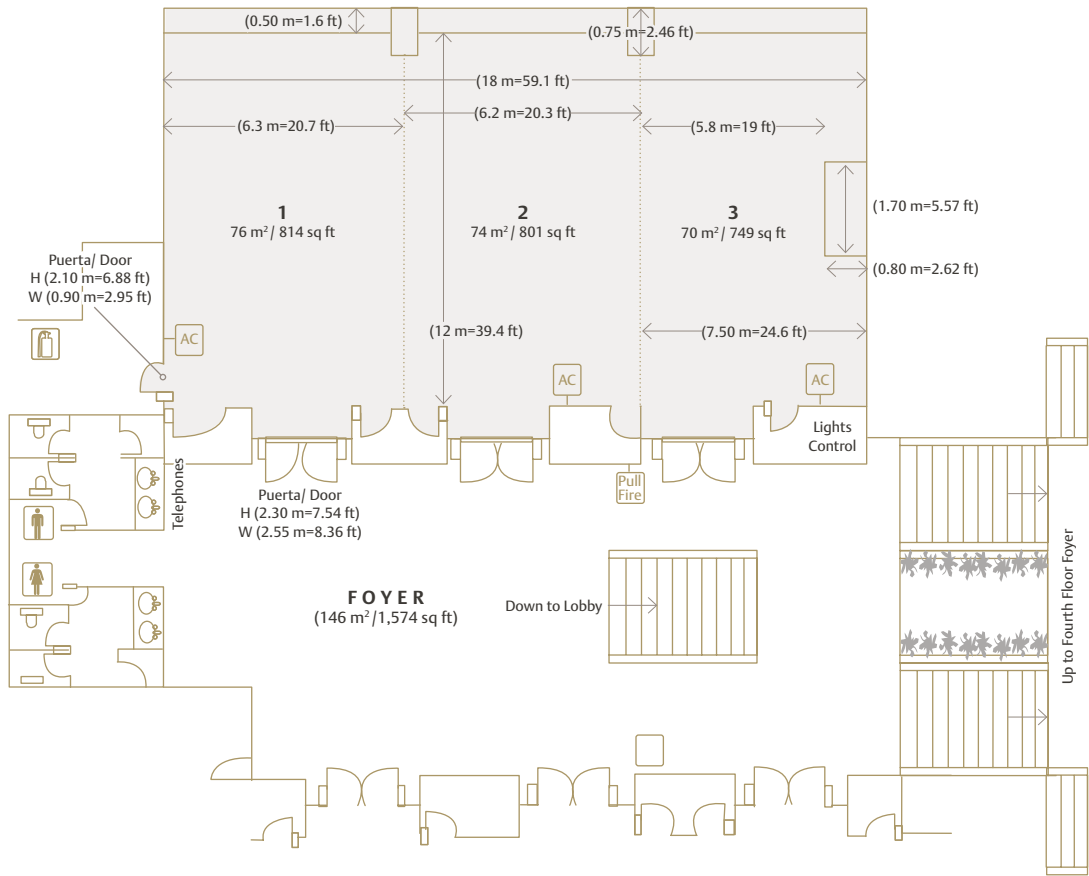 (0.50 m=1.6 ft)
(0.75 m=2.46 ft)
(18 m=59.1 ft)
(6.3 m=20.7 ft)
(6.2 m=20.3 ft)
(5.8 m=19 ft)
1
76 m²/ 814 sq ft
2
74 m²/ 801 sq ft
3
70 m²/ 749 sq ft
(1.70 m=5.57 ft)
(0.80 m=2.62 ft)
Puerta/ Door
H (2.10 m=6.88 ft)
W (0.90 m=2.95 ft)
AC
(12 m=39.4 ft)
(7.50 m=24.6 ft)
AC
AC
Lights
Control
Telephones
Pull
Fire
Puerta/ Door
H (2.30 m=7.54 ft)
W (2.55 m=8.36 ft)
FOYER
(146 m²/1,574 sq ft)
Down to Lobby
Up to Fourth Floor Foyer